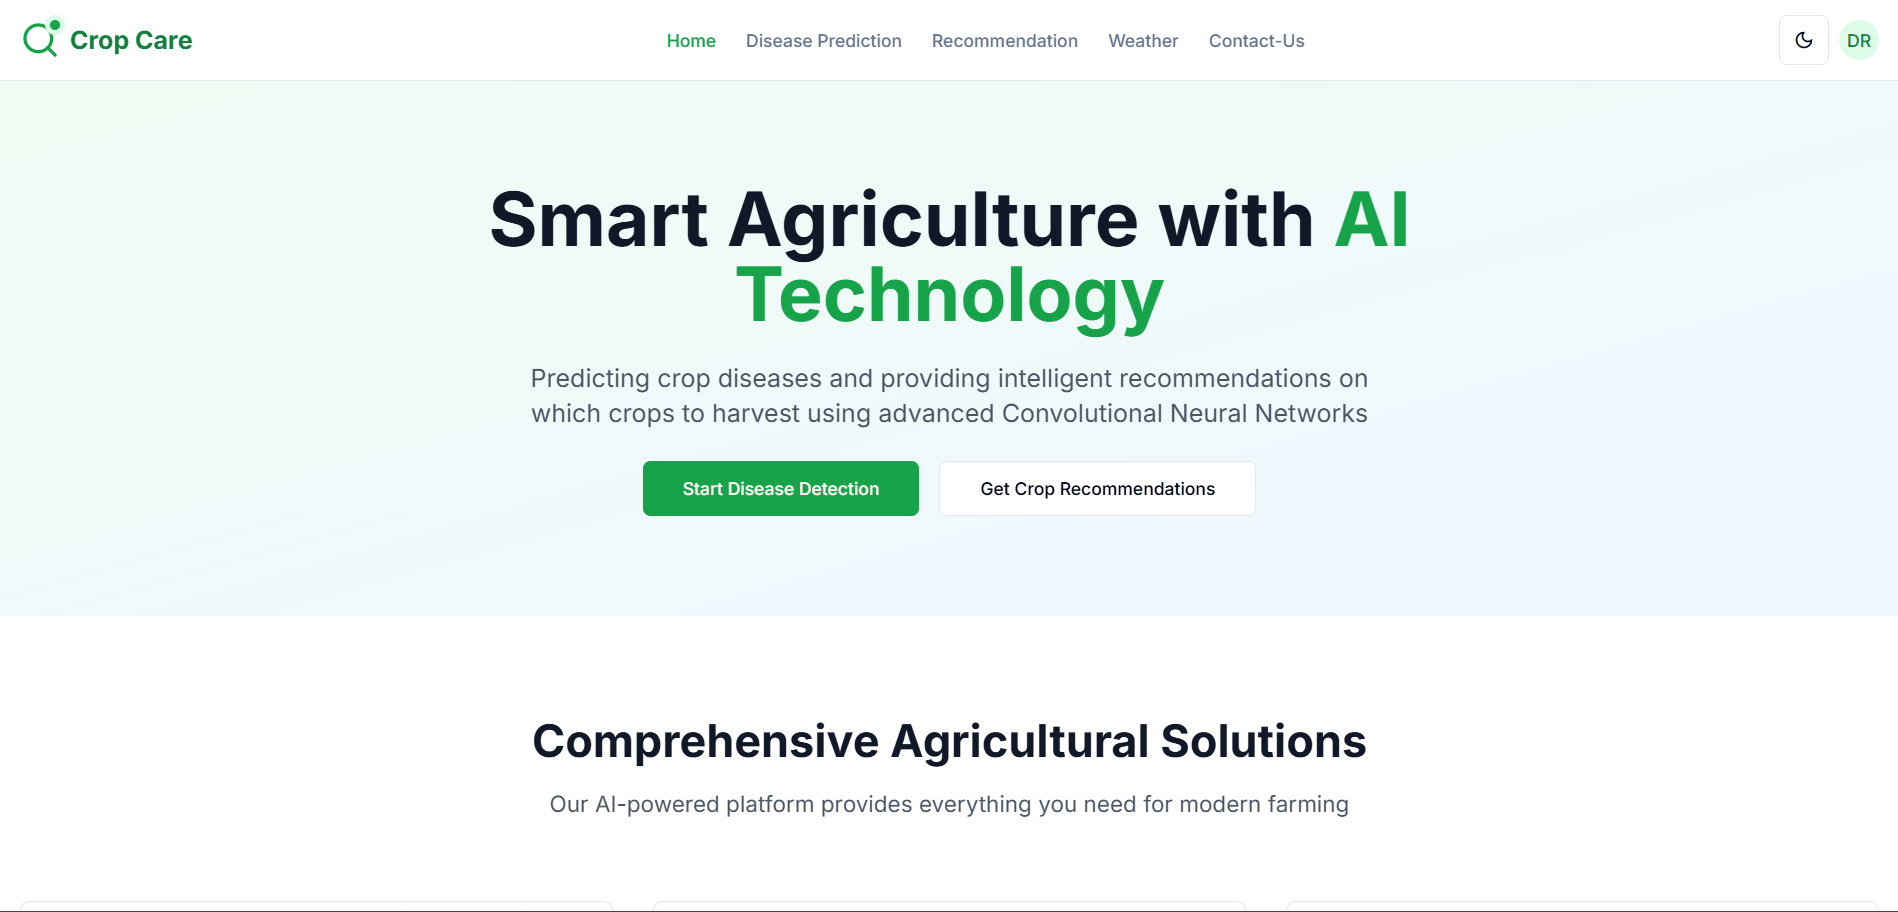 Crop Care
Home
Disease Prediction
Recommendation
Weather
Contact-Us
DR
Smart Agriculture with AI
Technology
Predicting crop diseases and providing intelligent recommendations on
which crops to harvest using advanced Convolutional Neural Networks
Start Disease Detection
Get Crop Recommendations
Comprehensive Agricultural Solutions
Our AI-powered platform provides everything you need for modern farming